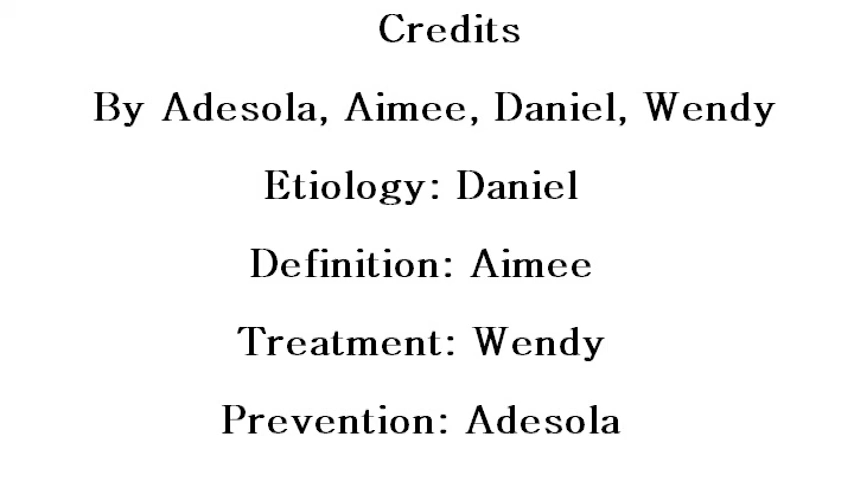 Credits
By Adesola, Aimee, Daniel, Wendy
Etiology: Daniel
Definition: Aimee
Treatment: Wendy
Prevention: Adesola